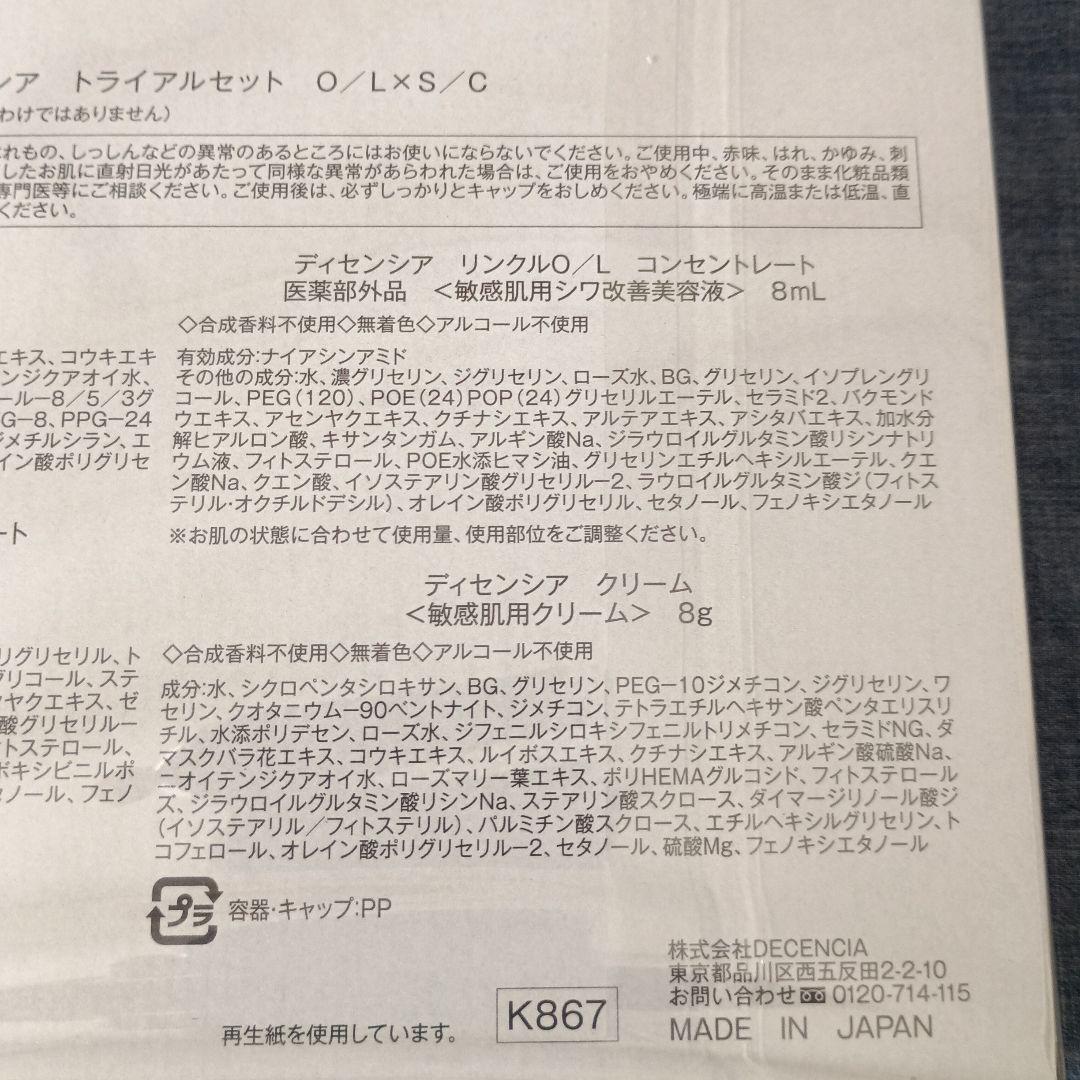 シア　トライアルセット　O／L×S／C
わけではありません）
れもの、しっしんなどの異常のあるところにはお使いにならないでください。ご使用中、赤味、はれ、かゆみ、刺
したお肌に直射日光があたって同様な異常があらわれた場合は、ご使用をおやめください。そのまま化粧品類
専門医等にご相談ください。ご使用後は、必ずしっかりとキャップをおしめください。極端に高温または低温、直
ください。
ディセンシア　リンクルO／L　コンセントレート
医薬部外品　＜敏感肌用シワ改善美容液＞　8mL
◇合成香料不使用◇無着色◇アルコール不使用
有効成分:ナイアシンアミド
その他の成分:水、濃グリセリン、ジグリセリン、ローズ水、BG、グリセリン、イソプレングリ
コール、PEG(120)、POE(24)POP(24)グリセリルエーテル、セラミド2、バクモンド
ウエキス、アセンヤクエキス、クチナシエキス、アルテアエキス、アシタバエキス、加水分
解ヒアルロン酸、キサンタンガム、アルギン酸Na、ジラウロイルグルタミン酸リシンナトリ
ウム液、フィトステロール、POE水添ヒマシ油、グリセリンエチルヘキシルエーテル、クエ
ン酸Na、クエン酸、イソステアリン酸グリセリルー2、ラウロイルグルタミン酸ジ（フィトス
テリル・オクチルドデシル）、オレイン酸ポリグリセリル、セタノール、フェノキシエタノール
※お肌の状態に合わせて使用量、使用部位をご調整ください。
エキス、コウキエキ
ンジクアオイ水、
ールー8／5／3グ
G－8、PPG－24
ジメチルシラン、エ
イン酸ポリグリセ
ート
ディセンシア　クリーム
＜敏感肌用クリーム＞　8g
◇合成香料不使用◇無着色◇アルコール不使用
成分:水、シクロペンタシロキサン、BG、グリセリン、PEG－10ジメチコン、ジグリセリン、ワ
セリン、クオタニウム－90ベントナイト、ジメチコン、テトラエチルヘキサン酸ペンタエリスリ
チル、水添ポリデセン、ローズ水、ジフェニルシロキシフェニルトリメチコン、セラミドNG、ダ
マスクバラ花エキス、コウキエキス、ルイボスエキス、クチナシエキス、アルギン酸硫酸Na、
ニオイテンジクアオイ水、ローズマリー葉エキス、ポリHEMAグルコシド、フィトステロール
ズ、ジラウロイルグルタミン酸リシンNa、ステアリン酸スクロース、ダイマージリノール酸ジ
（イソステアリル／フィトステリル）、パルミチン酸スクロース、エチルヘキシルグリセリン、ト
コフェロール、オレイン酸ポリグリセリルー2、セタノール、硫酸Mg、フェノキシエタノール
リグリセリル、ト
グリコール、ステ
ヤクエキス、ゼ
酸グリセリルー
トステロール、
ボキシビニルポ
タノール、フェノ
プラ
容器・キャップ:PP
株式会社DECENCIA
東京都品川区西五反田2-2-10
お問い合わせ 0120-714-115
MADE IN JAPAN
K867
再生紙を使用しています。